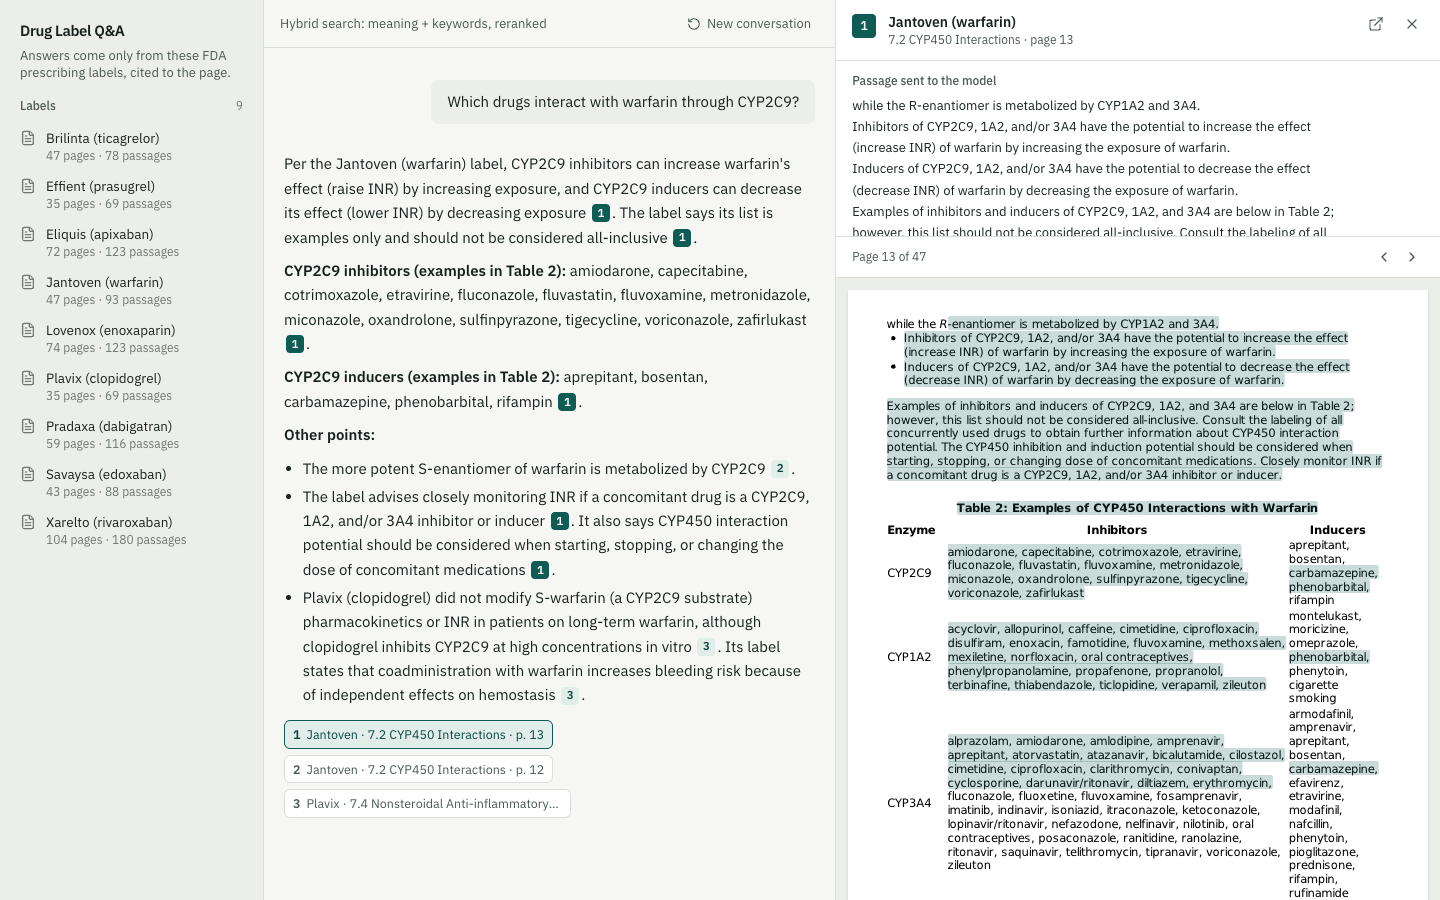 Drug Label Q&A
Answers come only from these FDA
prescribing labels, cited to the page.
Labels 9
Brilinta (ticagrelor)
47 pages · 78 passages
Effient (prasugrel)
35 pages · 69 passages
Eliquis (apixaban)
72 pages · 123 passages
Jantoven (warfarin)
47 pages · 93 passages
Lovenox (enoxaparin)
74 pages · 123 passages
Plavix (clopidogrel)
35 pages · 69 passages
Pradaxa (dabigatran)
59 pages · 116 passages
Savaysa (edoxaban)
43 pages · 88 passages
Xarelto (rivaroxaban)
104 pages · 180 passages
Hybrid search: meaning + keywords, reranked
New conversation
Which drugs interact with warfarin through CYP2C9?
Per the Jantoven (warfarin) label, CYP2C9 inhibitors can increase warfarin's
effect (raise INR) by increasing exposure, and CYP2C9 inducers can decrease
its effect (lower INR) by decreasing exposure 1. The label says its list is
examples only and should not be considered all-inclusive 1.
CYP2C9 inhibitors (examples in Table 2): amiodarone, capecitabine,
cotrimoxazole, etravirine, fluconazole, fluvastatin, fluvoxamine, metronidazole,
miconazole, oxandrolone, sulfinpyrazone, tigecycline, voriconazole, zafirlukast
1.
CYP2C9 inducers (examples in Table 2): aprepitant, bosentan,
carbamazepine, phenobarbital, rifampin 1.
Other points:
• The more potent S-enantiomer of warfarin is metabolized by CYP2C9 2.
• The label advises closely monitoring INR if a concomitant drug is a CYP2C9,
1A2, and/or 3A4 inhibitor or inducer 1. It also says CYP450 interaction
potential should be considered when starting, stopping, or changing the
dose of concomitant medications 1.
• Plavix (clopidogrel) did not modify S-warfarin (a CYP2C9 substrate)
pharmacokinetics or INR in patients on long-term warfarin, although
clopidogrel inhibits CYP2C9 at high concentrations in vitro 3. Its label
states that coadministration with warfarin increases bleeding risk because
of independent effects on hemostasis 3.
1 Jantoven · 7.2 CYP450 Interactions · p. 13
2 Jantoven · 7.2 CYP450 Interactions · p. 12
3 Plavix · 7.4 Nonsteroidal Anti-inflammatory...
1 Jantoven (warfarin)
7.2 CYP450 Interactions · page 13
Passage sent to the model
while the R-enantiomer is metabolized by CYP1A2 and 3A4.
Inhibitors of CYP2C9, 1A2, and/or 3A4 have the potential to increase the effect
(increase INR) of warfarin by increasing the exposure of warfarin.
Inducers of CYP2C9, 1A2, and/or 3A4 have the potential to decrease the effect
(decrease INR) of warfarin by decreasing the exposure of warfarin.
Examples of inhibitors and inducers of CYP2C9, 1A2, and 3A4 are below in Table 2;
however, this list should not be considered all-inclusive. Consult the labeling of all
Page 13 of 47
while the R-enantiomer is metabolized by CYP1A2 and 3A4.
• Inhibitors of CYP2C9, 1A2, and/or 3A4 have the potential to increase the effect
(increase INR) of warfarin by increasing the exposure of warfarin.
• Inducers of CYP2C9, 1A2, and/or 3A4 have the potential to decrease the effect
(decrease INR) of warfarin by decreasing the exposure of warfarin.
Examples of inhibitors and inducers of CYP2C9, 1A2, and 3A4 are below in Table 2;
however, this list should not be considered all-inclusive. Consult the labeling of all
concurrently used drugs to obtain further information about CYP450 interaction
potential. The CYP450 inhibition and induction potential should be considered when
starting, stopping, or changing dose of concomitant medications. Closely monitor INR if
a concomitant drug is a CYP2C9, 1A2, and/or 3A4 inhibitor or inducer.
Table 2: Examples of CYP450 Interactions with Warfarin
Enzyme Inhibitors Inducers
CYP2C9
amiodarone, capecitabine, cotrimoxazole, etravirine,
fluconazole, fluvastatin, fluvoxamine, metronidazole,
miconazole, oxandrolone, sulfinpyrazone, tigecycline,
voriconazole, zafirlukast
aprepitant,
bosentan,
carbamazepine,
phenobarbital,
rifampin
CYP1A2
acyclovir, allopurinol, caffeine, cimetidine, ciprofloxacin,
disulfiram, enoxacin, famotidine, fluvoxamine, methoxsalen,
mexiletine, norfloxacin, oral contraceptives,
phenylpropanolamine, propafenone, propranolol,
terbinafine, thiabendazole, ticlopidine, verapamil, zileuton
montelukast,
moricizine,
omeprazole,
phenobarbital,
phenytoin,
cigarette
smoking
CYP3A4
alprazolam, amiodarone, amlodipine, amprenavir,
aprepitant, atorvastatin, atazanavir, bicalutamide, cilostazol,
cimetidine, ciprofloxacin, clarithromycin, conivaptan,
cyclosporine, darunavir/ritonavir, diltiazem, erythromycin,
fluconazole, fluoxetine, fluvoxamine, fosamprenavir,
imatinib, indinavir, isoniazid, itraconazole, ketoconazole,
lopinavir/ritonavir, nefazodone, nelfinavir, nilotinib, oral
contraceptives, posaconazole, ranitidine, ranolazine,
ritonavir, saquinavir, telithromycin, tipranavir, voriconazole,
zileuton
armodafinil,
amprenavir,
aprepitant,
bosentan,
carbamazepine,
efavirenz,
etravirine,
modafinil,
nafcillin,
phenytoin,
pioglitazone,
prednisone,
rifampin,
rufinamide